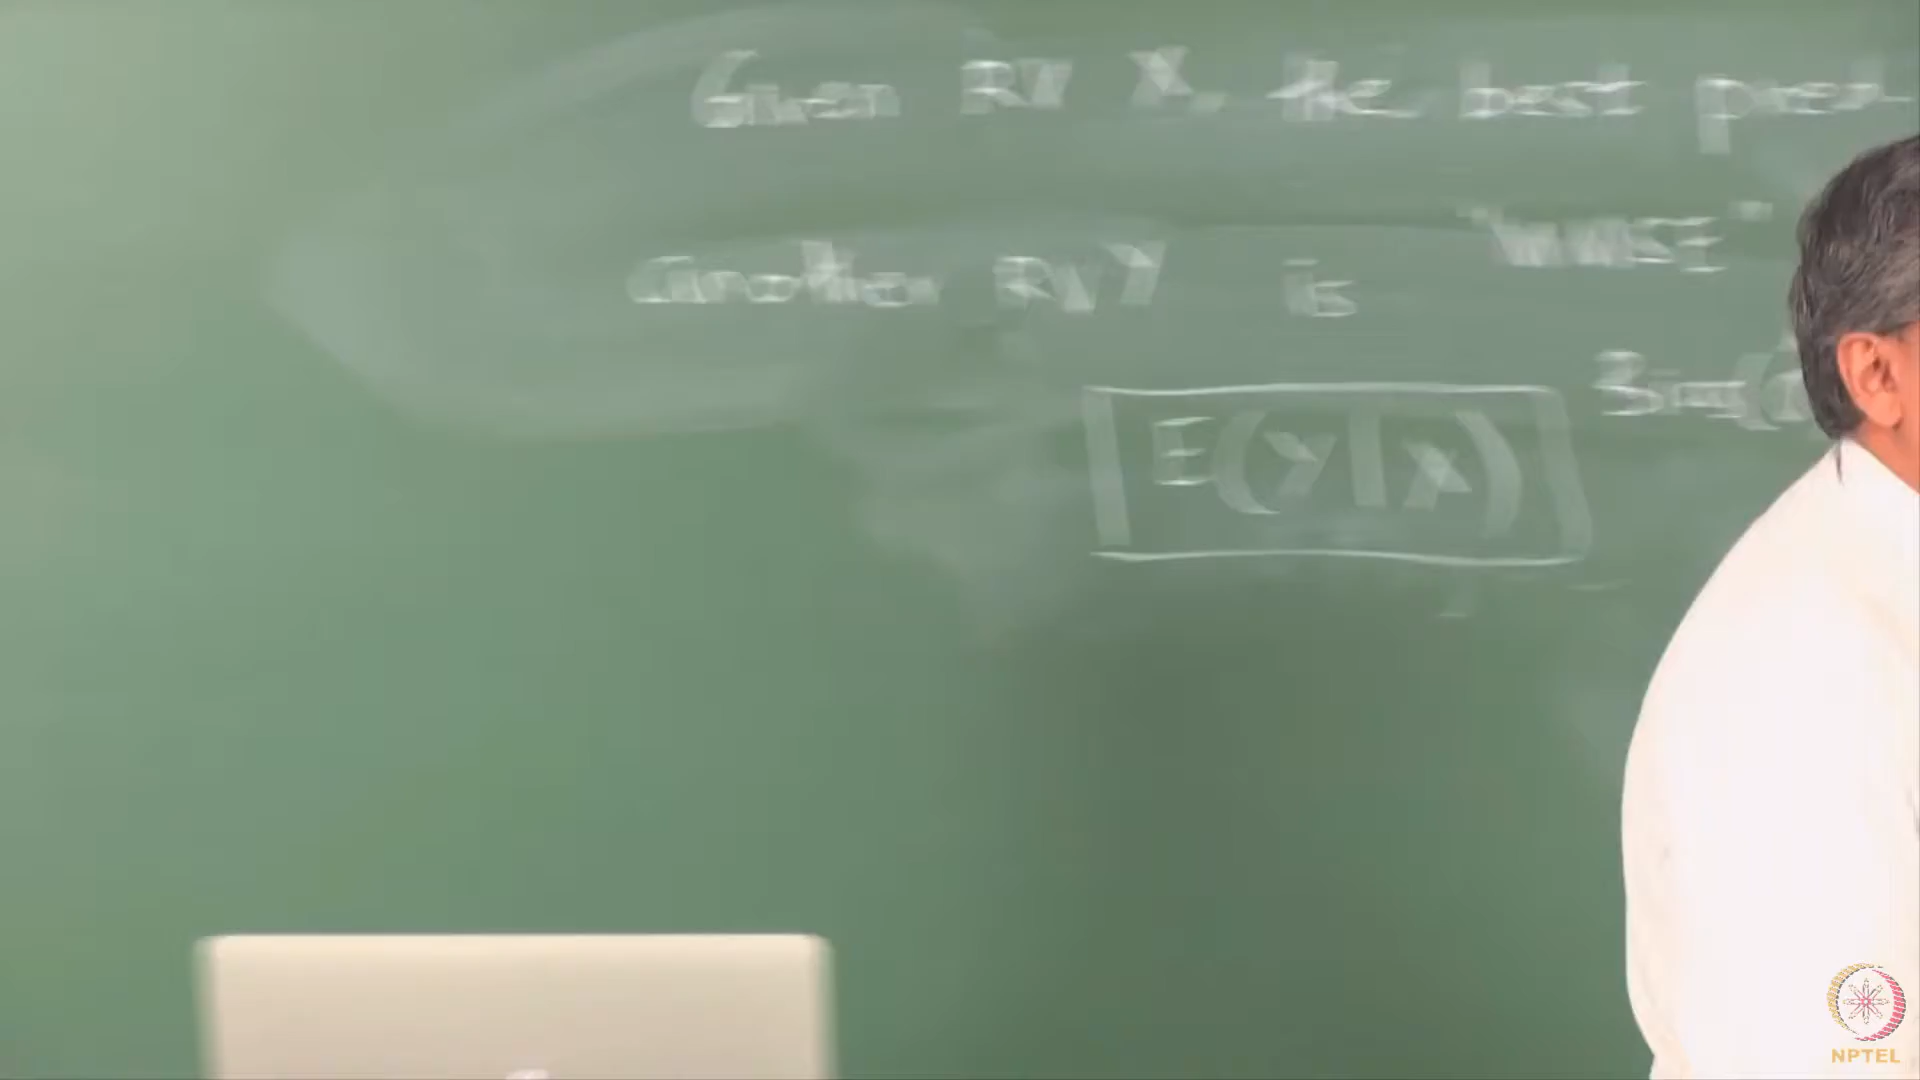 Given RV X, the best pred
another RV Y is
"MMSE"
E(Y|X)
NPTEL